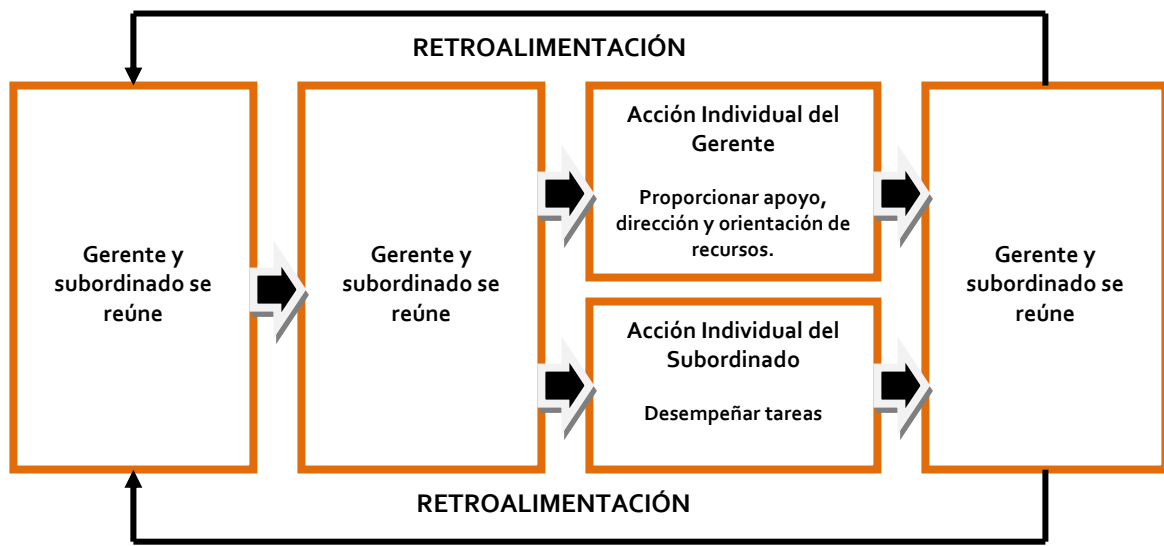 RETROALIMENTACIÓN
Gerente y
subordinado se
reúne
Gerente y
subordinado se
reúne
Acción Individual del
Gerente
Proporcionar apoyo,
dirección y orientación de
recursos.
Acción Individual del
Subordinado
Desempeñar tareas
Gerente y
subordinado se
reúne
RETROALIMENTACIÓN